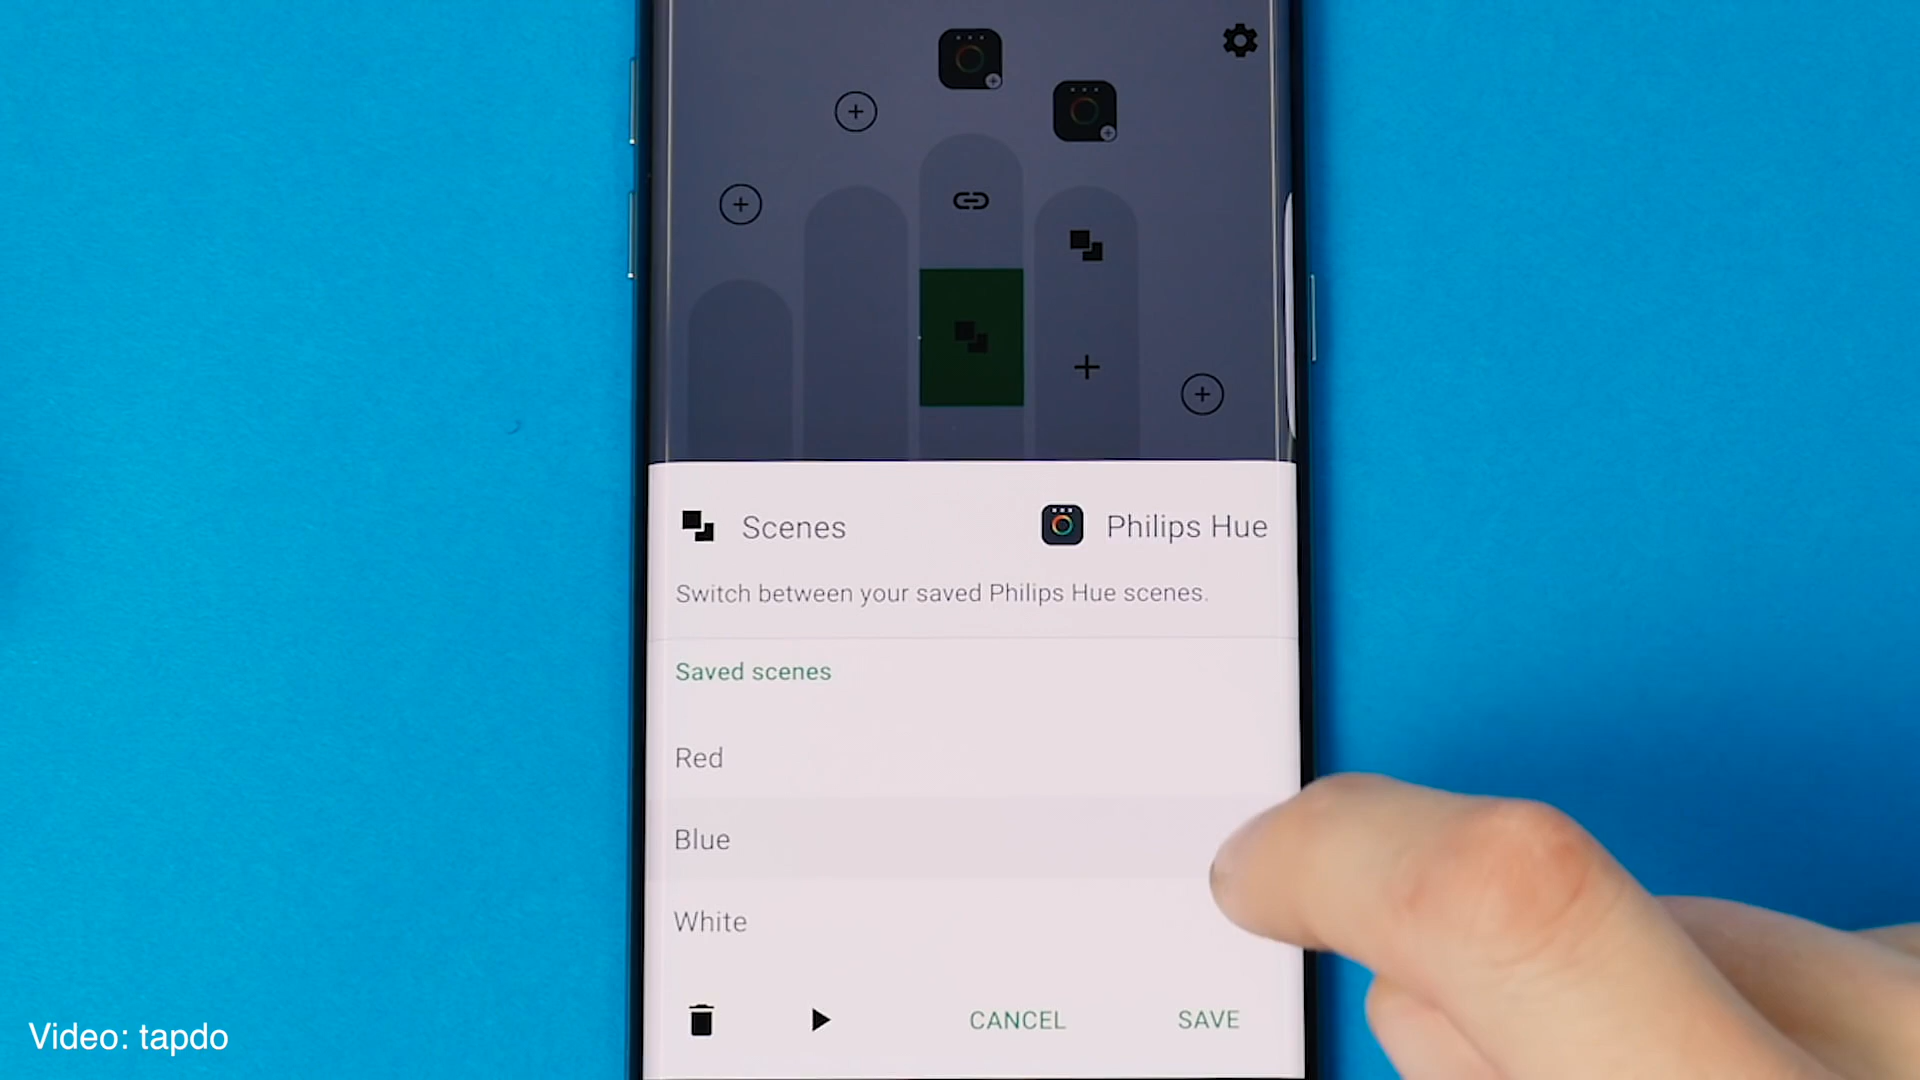 Scenes
Philips Hue
Switch between your saved Philips Hue scenes.
Saved scenes
Red
Blue
White
CANCEL
SAVE
Video: tapdo